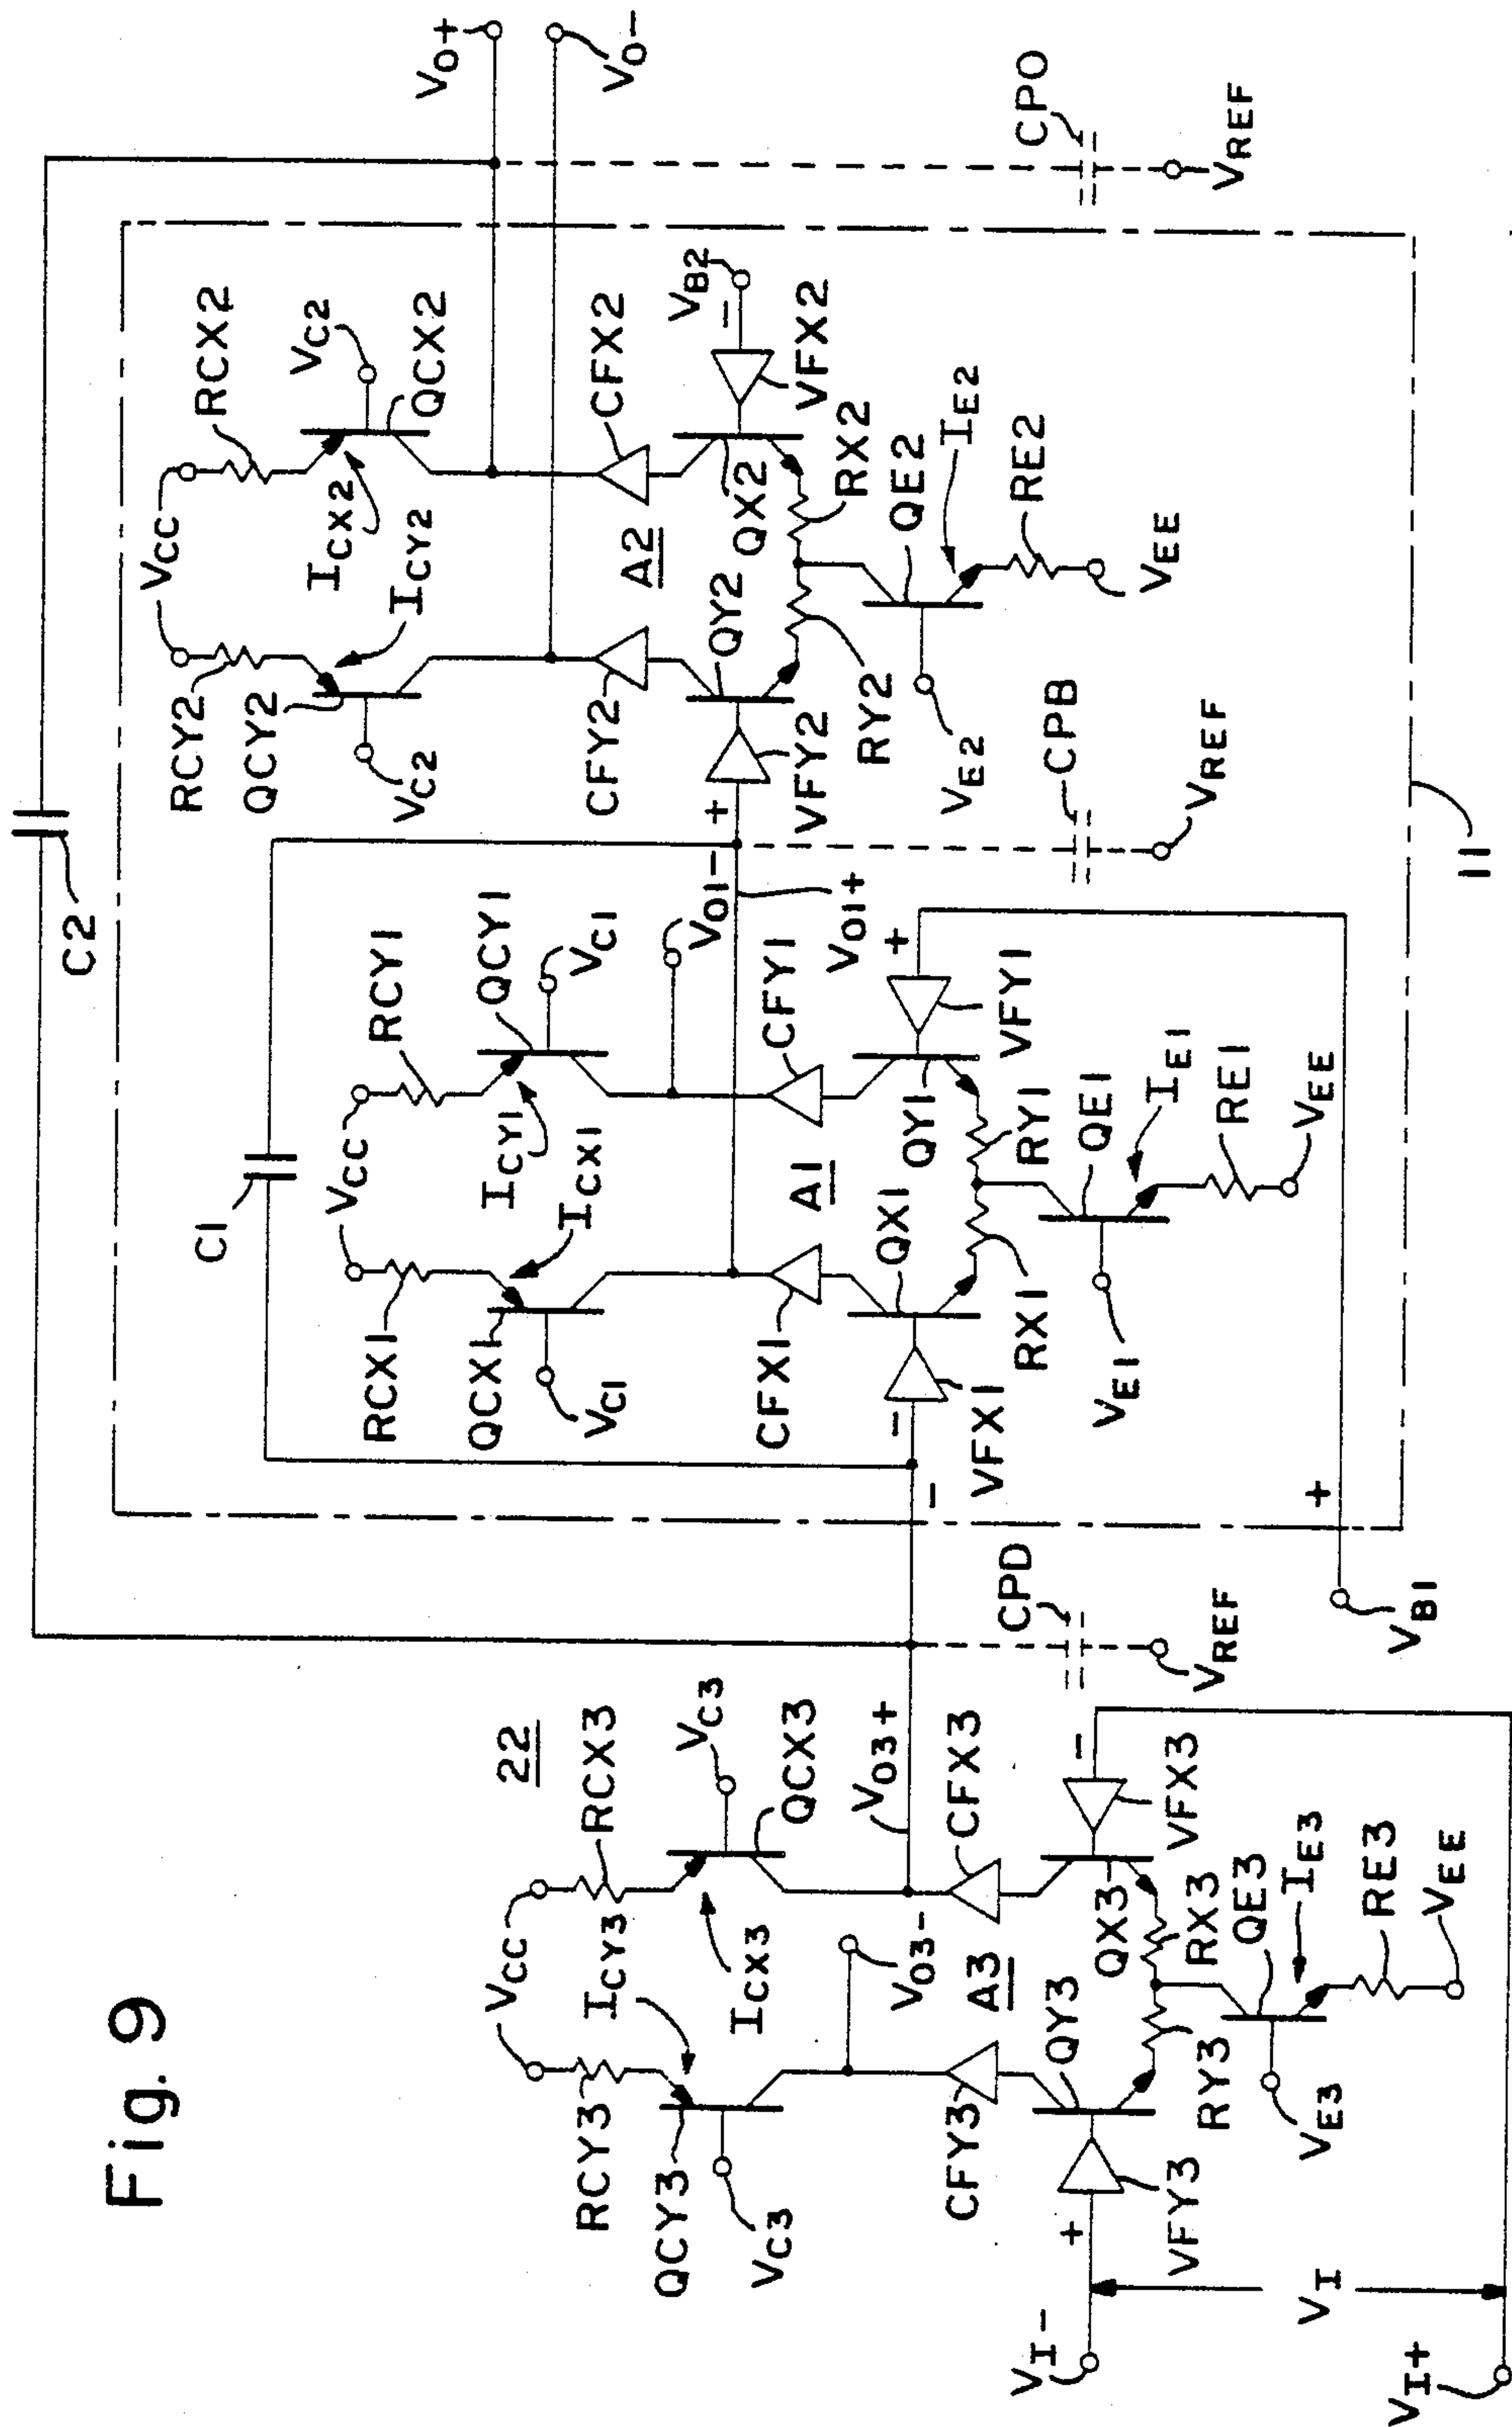 Fig. 9
22
C2
C1
11
VCC
RCY3
RCX3
QCY3
QCX3
VC3
VC3
ICY3
ICX3
VO3-
VO3+
CFY3
A3
CFX3
QY3
QX3
VFY3
VFX3
+
-
RY3
RX3
QE3
VE3
IE3
RE3
VEE
VI-
VI
VI+
CPD
VREF
VB1
+
-
VCC
RCX1
RCY1
QCX1
QCY1
VC1
VC1
ICY1
ICX1
VO1-
VO1+
CFX1
A1
CFY1
QX1
QY1
-
VFX1
+
VFY1
RX1
RY1
QE1
VE1
IE1
RE1
VEE
CPB
VREF
VCC
RCY2
RCX2
QCY2
QCX2
VC2
VC2
ICX2
ICY2
CFY2
A2
CFX2
QY2
QX2
+
VFY2
VB2
-
VFX2
RY2
RX2
QE2
VE2
IE2
RE2
VEE
VO+
VO-
CPO
VREF